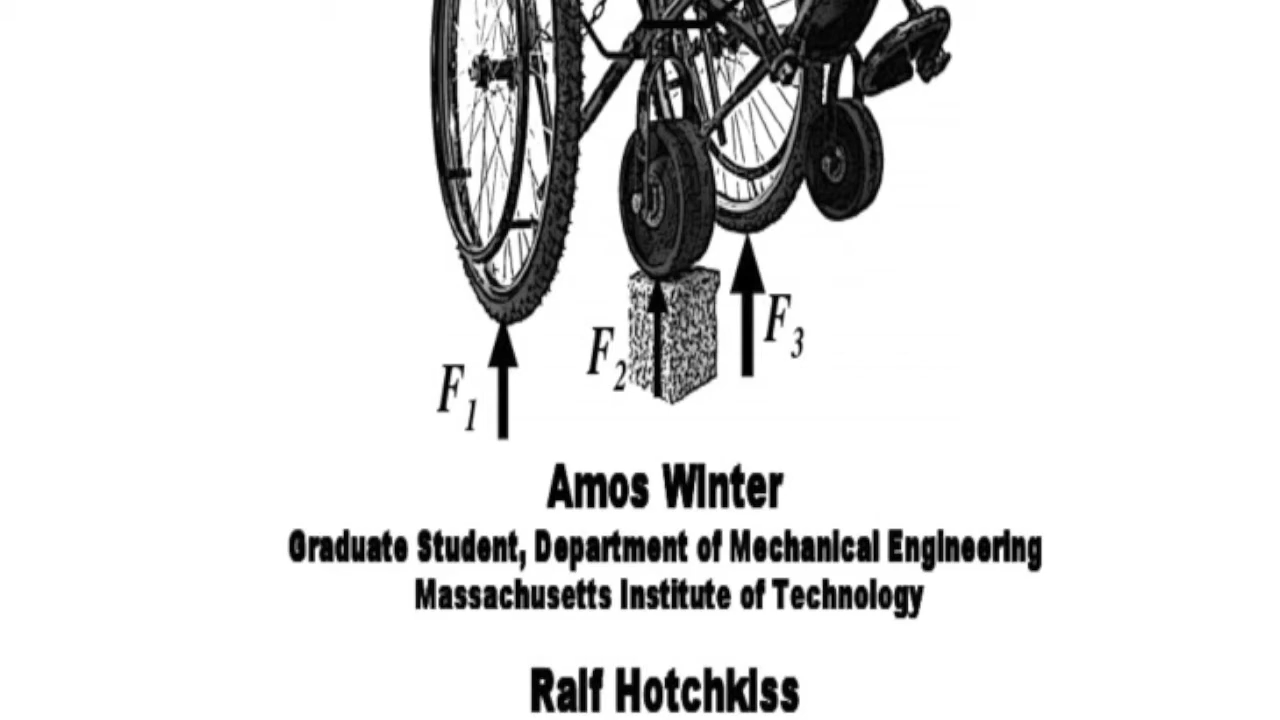 F1
F2
F3
Amos Winter
Graduate Student, Department of Mechanical Engineering
Massachusetts Institute of Technology
Ralf Hotchkiss